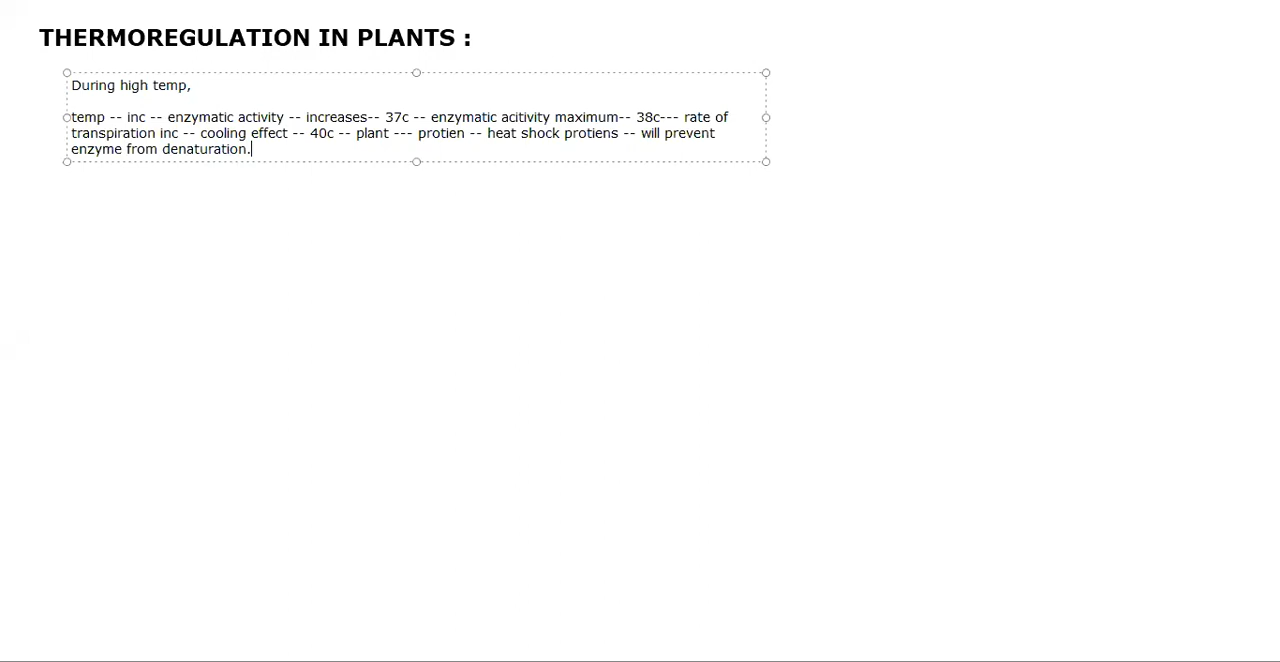 THERMOREGULATION IN PLANTS :
During high temp,
temp -- inc -- enzymatic activity -- increases-- 37c -- enzymatic acitivity maximum-- 38c--- rate of
transpiration inc -- cooling effect -- 40c -- plant --- protien -- heat shock protiens -- will prevent
enzyme from denaturation.